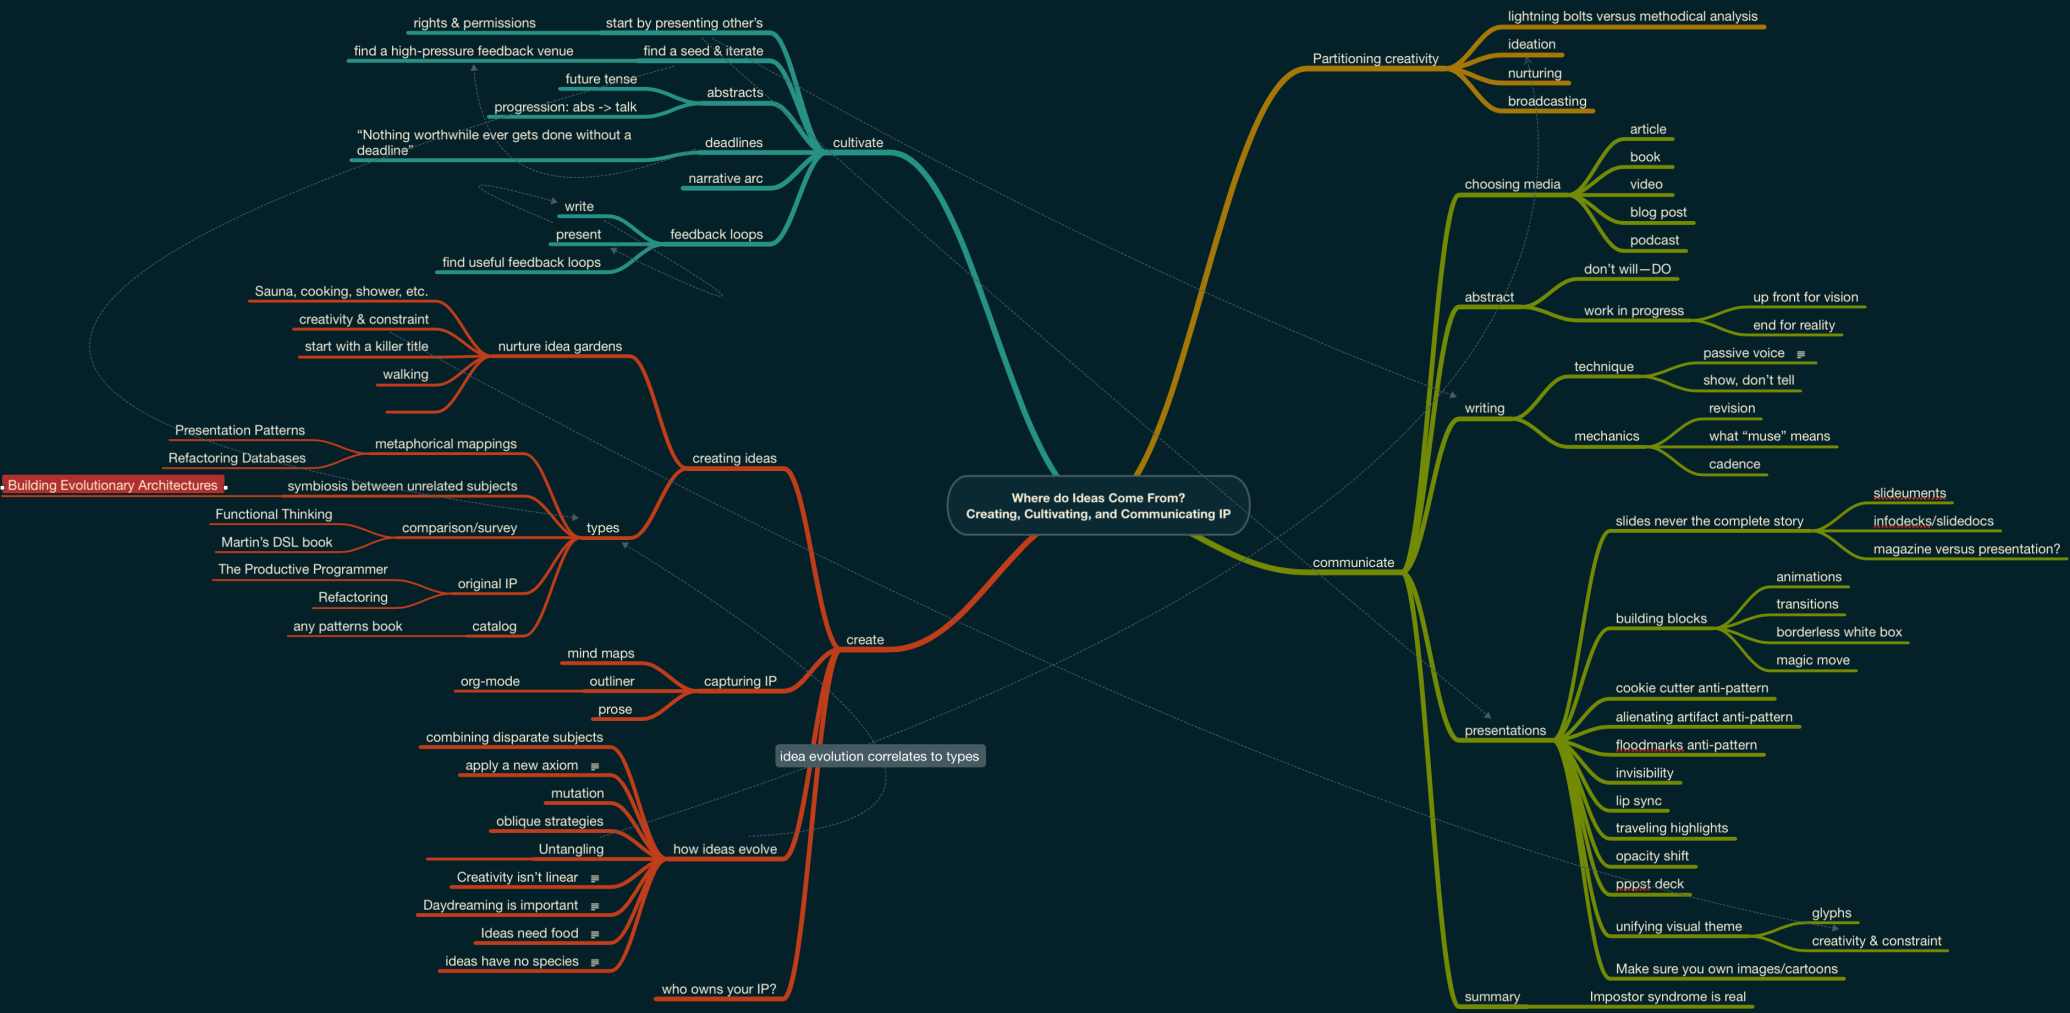 Where do Ideas Come From?
Creating, Cultivating, and Communicating IP
cultivate
start by presenting other's
rights & permissions
find a seed & iterate
find a high-pressure feedback venue
abstracts
future tense
progression: abs -> talk
deadlines
“Nothing worthwhile ever gets done without a
deadline”
narrative arc
feedback loops
write
present
find useful feedback loops
create
creating ideas
nurture idea gardens
Sauna, cooking, shower, etc.
creativity & constraint
start with a killer title
walking
types
metaphorical mappings
Presentation Patterns
Refactoring Databases
symbiosis between unrelated subjects
Building Evolutionary Architectures
comparison/survey
Functional Thinking
Martin's DSL book
original IP
The Productive Programmer
Refactoring
catalog
any patterns book
capturing IP
mind maps
outliner
org-mode
prose
how ideas evolve
combining disparate subjects
apply a new axiom
mutation
oblique strategies
Untangling
Creativity isn't linear
Daydreaming is important
Ideas need food
ideas have no species
who owns your IP?
idea evolution correlates to types
Partitioning creativity
lightning bolts versus methodical analysis
ideation
nurturing
broadcasting
communicate
choosing media
article
book
video
blog post
podcast
abstract
don't will—DO
work in progress
up front for vision
end for reality
writing
technique
passive voice
show, don't tell
mechanics
revision
what “muse” means
cadence
presentations
slides never the complete story
slideuments
infodecks/slidedocs
magazine versus presentation?
building blocks
animations
transitions
borderless white box
magic move
cookie cutter anti-pattern
alienating artifact anti-pattern
floodmarks anti-pattern
invisibility
lip sync
traveling highlights
opacity shift
pppst deck
unifying visual theme
glyphs
creativity & constraint
Make sure you own images/cartoons
summary
Impostor syndrome is real